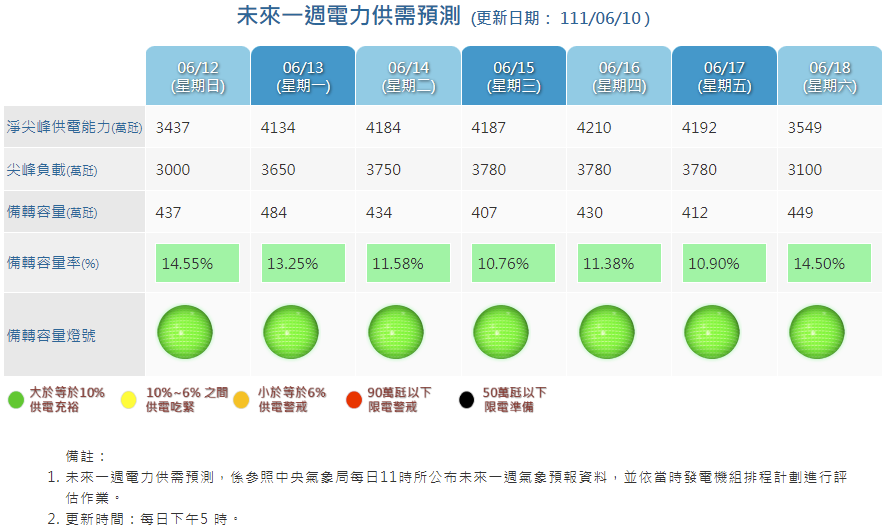 未來一週電力供需預測 (更新日期： 111/06/10 )
06/12 06/13 06/14 06/15 06/16 06/17 06/18
(星期日) (星期一) (星期二) (星期三) (星期四) (星期五) (星期六)
淨尖峰供電能力(萬瓩) 3437 4134 4184 4187 4210 4192 3549
尖峰負載(萬瓩) 3000 3650 3750 3780 3780 3780 3100
備轉容量(萬瓩) 437 484 434 407 430 412 449
備轉容量率(%) 14.55% 13.25% 11.58% 10.76% 11.38% 10.90% 14.50%
備轉容量燈號
大於等於10% 10%~6% 之間 小於等於6% 90萬瓩以下 50萬瓩以下
供電充裕 供電吃緊 供電警戒 限電警戒 限電準備
備註：
1. 未來一週電力供需預測，係參照中央氣象局每日11時所公布未來一週氣象預報資料，並依當時發電機組排程計劃進行評
估作業。
2. 更新時間：每日下午5 時。